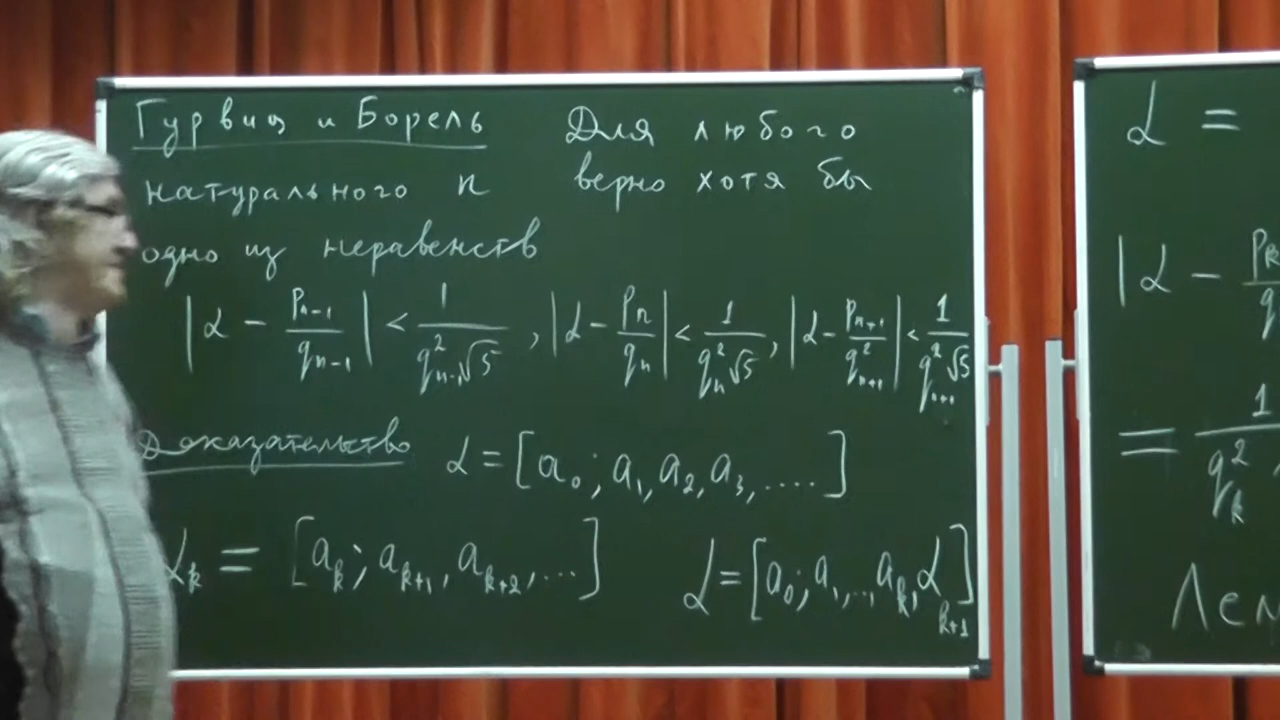 Гурвиц и Борель Для любого
натурального n верно хотя бы
одно из неравенств
|α − p_{n-1}/q_{n-1}| < 1/(q²_{n-1}√5), |α − p_n/q_n| < 1/(q²_n√5), |α − p_{n+1}/q²_{n+1}| < 1/(q²_{n+1}√5)
Доказательство α = [a₀; a₁, a₂, a₃, ....]
α_k = [a_k; a_{k+1}, a_{k+2}, ...] α = [a₀; a₁, .., a_k, α_{k+1}]
α =
|α − p_k/q
= 1/q²_k
Лем